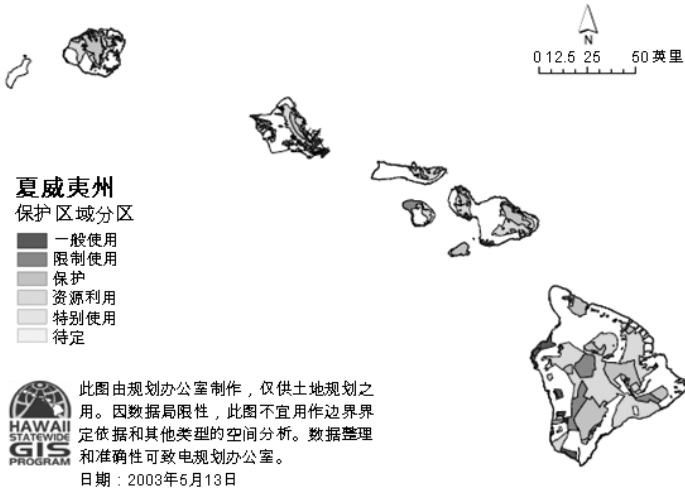 N
0 12.5 25 50 英里
夏威夷州
保护区域分区
一般使用
限制使用
保护
资源利用
特别使用
待定
HAWAII
STATEWIDE
GIS
PROGRAM
此图由规划办公室制作，仅供土地规划之
用。因数据局限性，此图不宜用作边界界
定依据和其他类型的空间分析。数据整理
和准确性可致电规划办公室。
日期：2003年5月13日